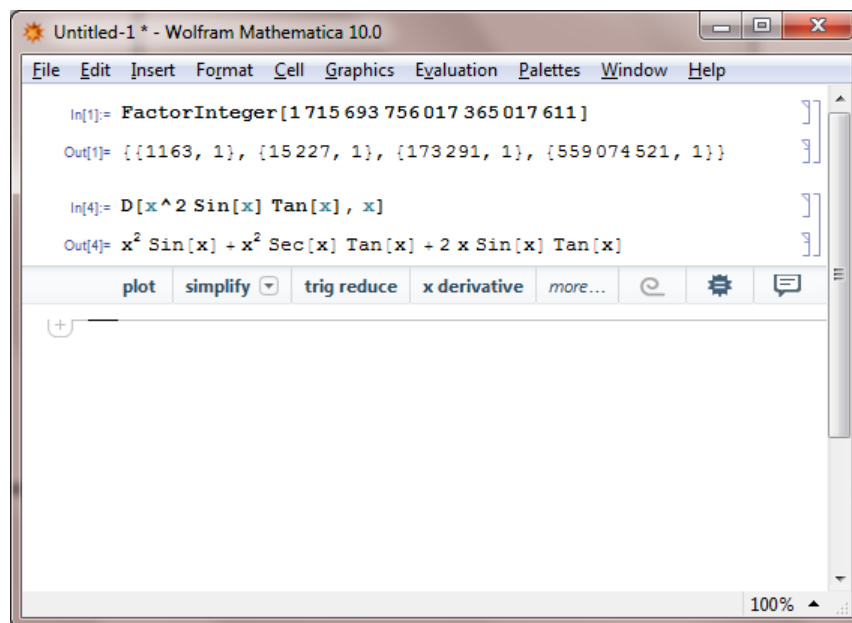 Untitled-1 * - Wolfram Mathematica 10.0
File Edit Insert Format Cell Graphics Evaluation Palettes Window Help
In[1]:= FactorInteger[1 715 693 756 017 365 017 611]
Out[1]= {{1163, 1}, {15 227, 1}, {173 291, 1}, {559 074 521, 1}}
In[4]:= D[x^2 Sin[x] Tan[x], x]
Out[4]= x² Sin[x] + x² Sec[x] Tan[x] + 2 x Sin[x] Tan[x]
plot simplify trig reduce x derivative more...
100%